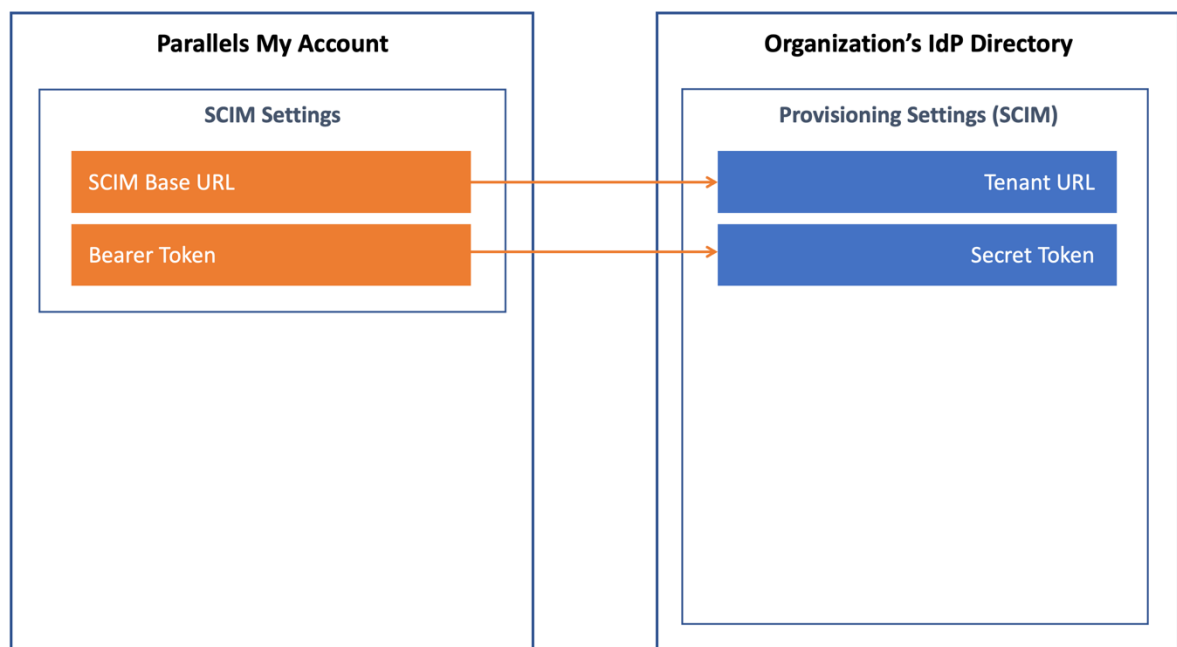 Parallels My Account
SCIM Settings
SCIM Base URL
Bearer Token
Organization’s IdP Directory
Provisioning Settings (SCIM)
Tenant URL
Secret Token